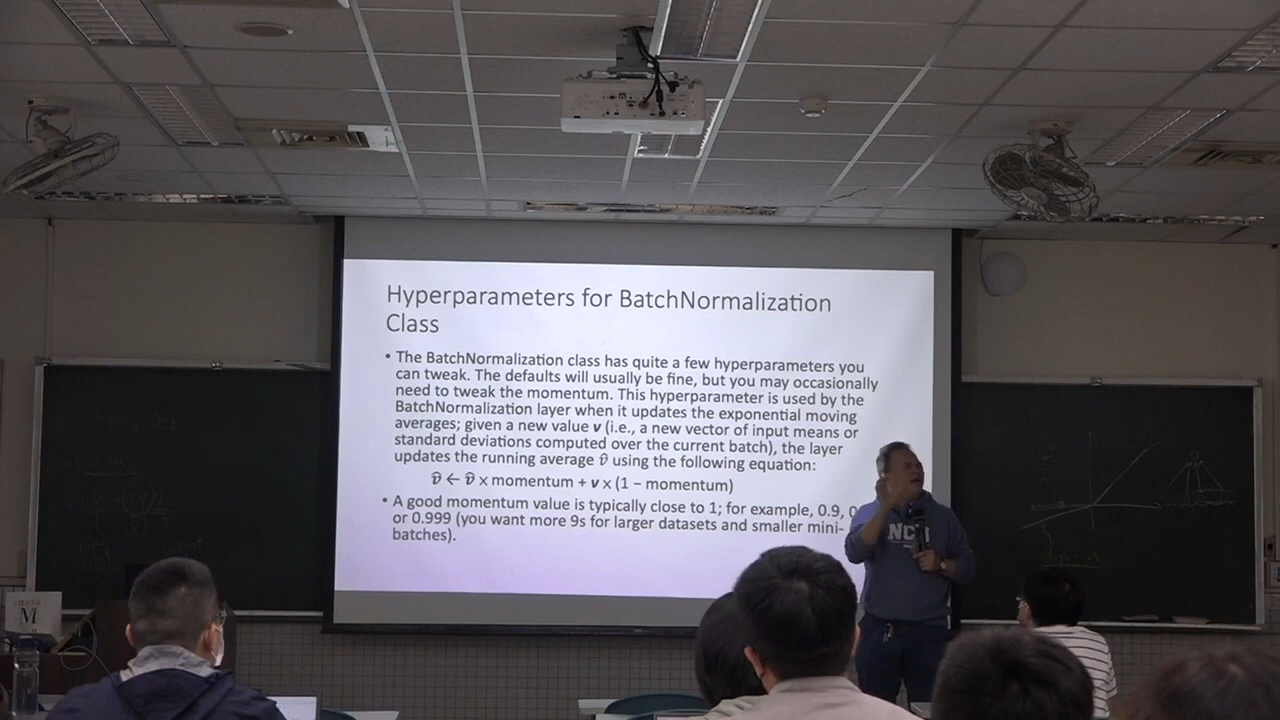 Hyperparameters for BatchNormalization
Class
• The BatchNormalization class has quite a few hyperparameters you
can tweak. The defaults will usually be fine, but you may occasionally
need to tweak the momentum. This hyperparameter is used by the
BatchNormalization layer when it updates the exponential moving
averages; given a new value v (i.e., a new vector of input means or
standard deviations computed over the current batch), the layer
updates the running average v̂ using the following equation:
v̂ ← v̂ × momentum + v × (1 − momentum)
• A good momentum value is typically close to 1; for example, 0.9, 0
or 0.999 (you want more 9s for larger datasets and smaller mini-
batches).
M